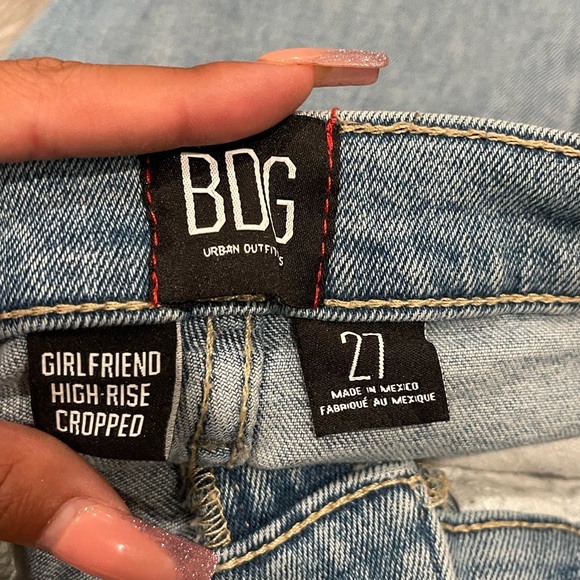 BDG
URBAN OUTFITTERS
GIRLFRIEND
HIGH-RISE
CROPPED
27
MADE IN MEXICO
FABRIQUÉ AU MEXIQUE